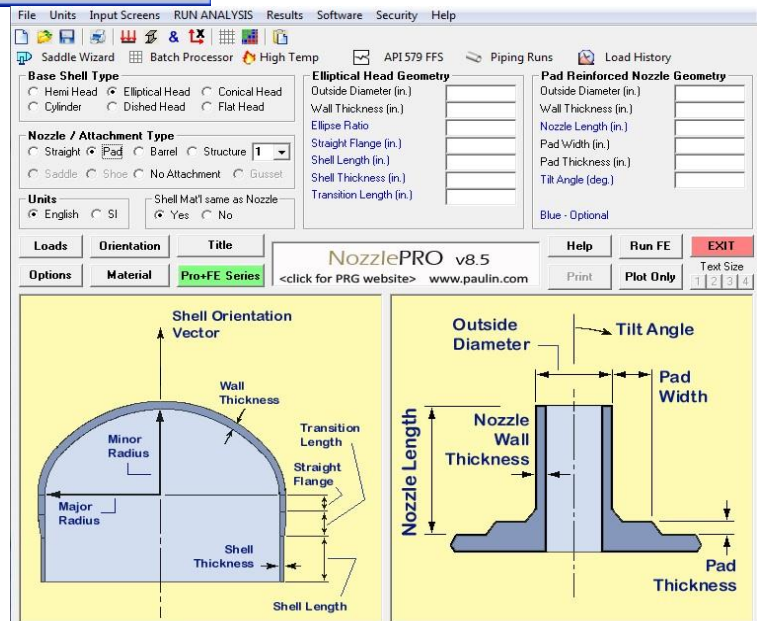 File Units Input Screens RUN ANALYSIS Results Software Security Help
Saddle Wizard Batch Processor High Temp API 579 FFS Piping Runs Load History
Base Shell Type
Hemi Head Elliptical Head Conical Head
Cylinder Dished Head Flat Head
Nozzle / Attachment Type
Straight Pad Barrel Structure 1
Saddle Shoe No Attachment Gusset
Units
English SI
Shell Mat'l same as Nozzle
Yes No
Elliptical Head Geometry
Outside Diameter (in.)
Wall Thickness (in.)
Ellipse Ratio
Straight Flange (in.)
Shell Length (in.)
Shell Thickness (in.)
Transition Length (in.)
Pad Reinforced Nozzle Geometry
Outside Diameter (in.)
Wall Thickness (in.)
Nozzle Length (in.)
Pad Width (in.)
Pad Thickness (in.)
Tilt Angle (deg.)
Blue - Optional
Loads Orientation Title
Options Material Pro+FE Series
NozzlePRO v8.5
<click for PRG website> www.paulin.com
Help Run FE EXIT
Print Plot Only Text Size
1 2 3 4
Shell Orientation
Vector
Wall
Thickness
Minor
Radius
Transition
Length
Straight
Flange
Major
Radius
Shell
Thickness
Shell Length
Outside
Diameter
Tilt Angle
Pad
Width
Nozzle Length
Nozzle
Wall
Thickness
Pad
Thickness